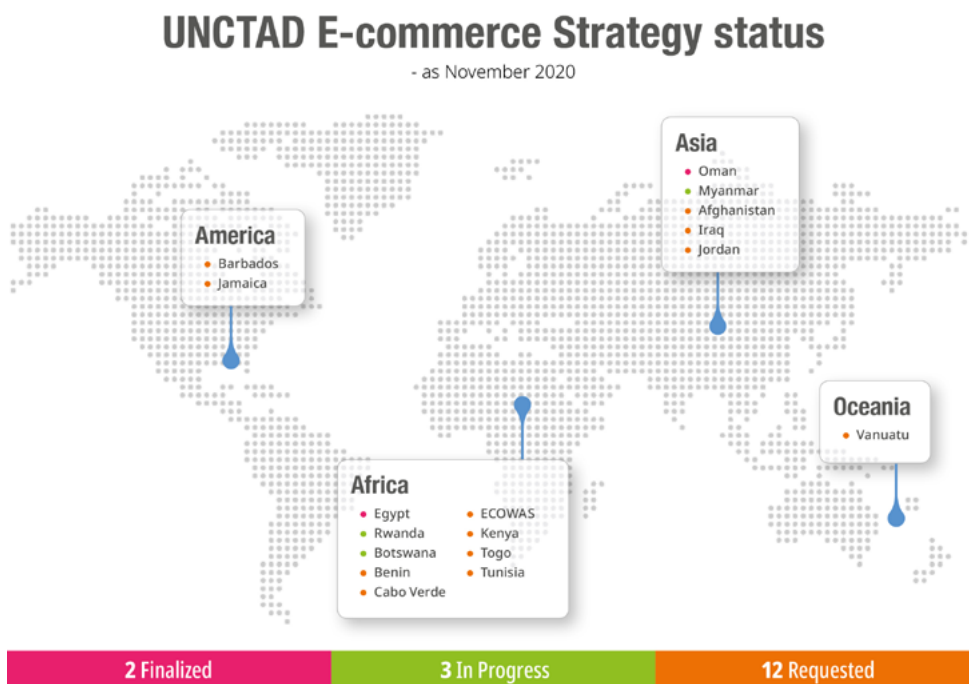 UNCTAD E-commerce Strategy status
- as November 2020
America
Barbados
Jamaica
Asia
Oman
Myanmar
Afghanistan
Iraq
Jordan
Oceania
Vanuatu
Africa
Egypt
Rwanda
Botswana
Benin
Cabo Verde
ECOWAS
Kenya
Togo
Tunisia
2 Finalized
3 In Progress
12 Requested